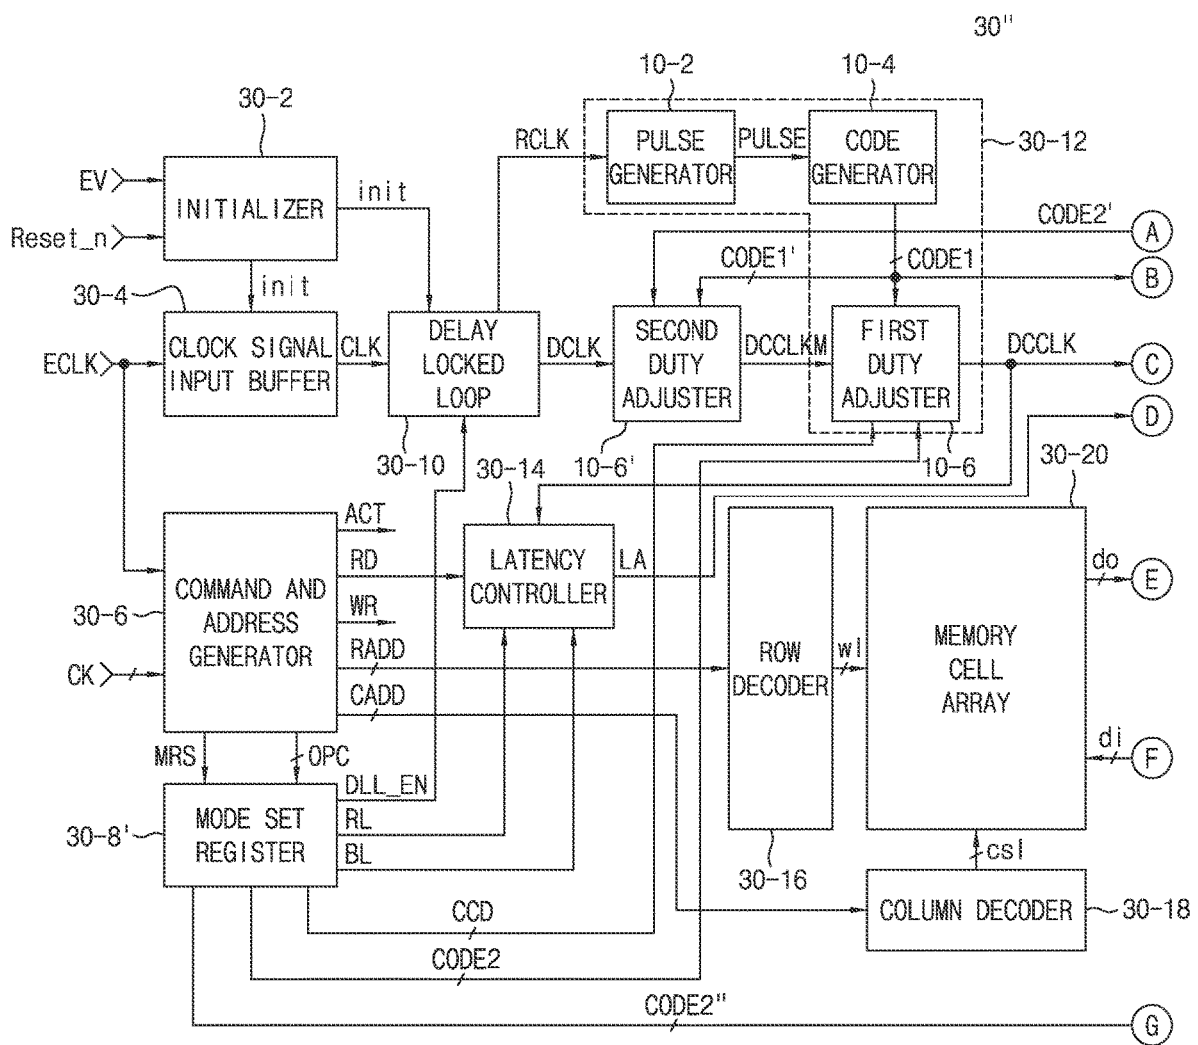 30"
10-2
10-4
30-2
RCLK
PULSE GENERATOR
PULSE
CODE GENERATOR
30-12
EV
INITIALIZER
init
Reset_n
CODE2'
A
CODE1'
CODE1
B
init
30-4
ECLK
CLOCK SIGNAL INPUT BUFFER
CLK
DELAY LOCKED LOOP
DCLK
SECOND DUTY ADJUSTER
DCCLKM
FIRST DUTY ADJUSTER
DCCLK
C
D
30-10
30-14
10-6'
10-6
30-20
ACT
RD
LATENCY CONTROLLER
LA
do
E
30-6
COMMAND AND ADDRESS GENERATOR
WR
RADD
ROW DECODER
wl
MEMORY CELL ARRAY
CK
CADD
di
F
MRS
OPC
DLL_EN
30-8'
MODE SET REGISTER
RL
BL
30-16
csl
CCD
COLUMN DECODER
30-18
CODE2
CODE2"
G